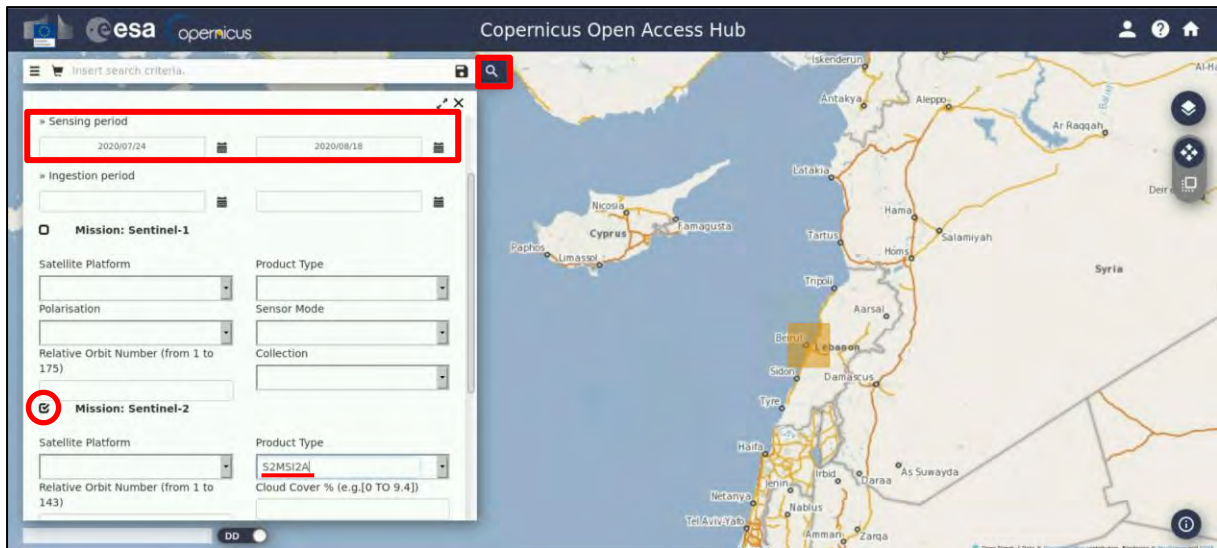 esa opernicus
Copernicus Open Access Hub
Insert search criteria.
» Sensing period
2020/07/24
2020/08/18
» Ingestion period
Mission: Sentinel-1
Satellite Platform
Product Type
Polarisation
Sensor Mode
Relative Orbit Number (from 1 to
175)
Collection
Mission: Sentinel-2
Satellite Platform
Product Type
S2MSI2A
Relative Orbit Number (from 1 to
143)
Cloud Cover % (e.g.[0 TO 9.4])
DD
Iskenderun
Antakya
Aleppo
Ar Raqqah
Latakia
Deir e
Nicosia
Famagusta
Cyprus
Paphos
Limassol
Hama
Tartus
Salamiyah
Homs
Syria
Tripoli
Aarsal
Beirut
Lebanon
Sidon
Damascus
Tyre
Haifa
As Suwayda
Irbid
Daraa
Jenin
Netanya
Nablus
Tel Aviv-Yafo
Amman
Zarqa